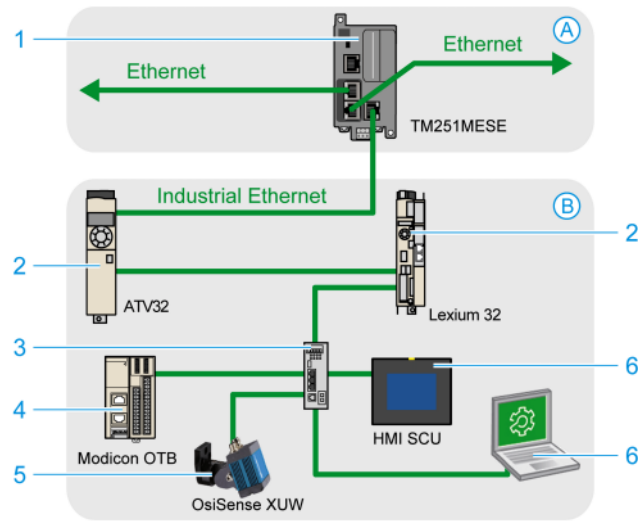 1
Ethernet
Ethernet
A
TM251MESE
Industrial Ethernet
B
2
ATV32
2
Lexium 32
3
4
Modicon OTB
5
OsiSense XUW
6
HMI SCU
6